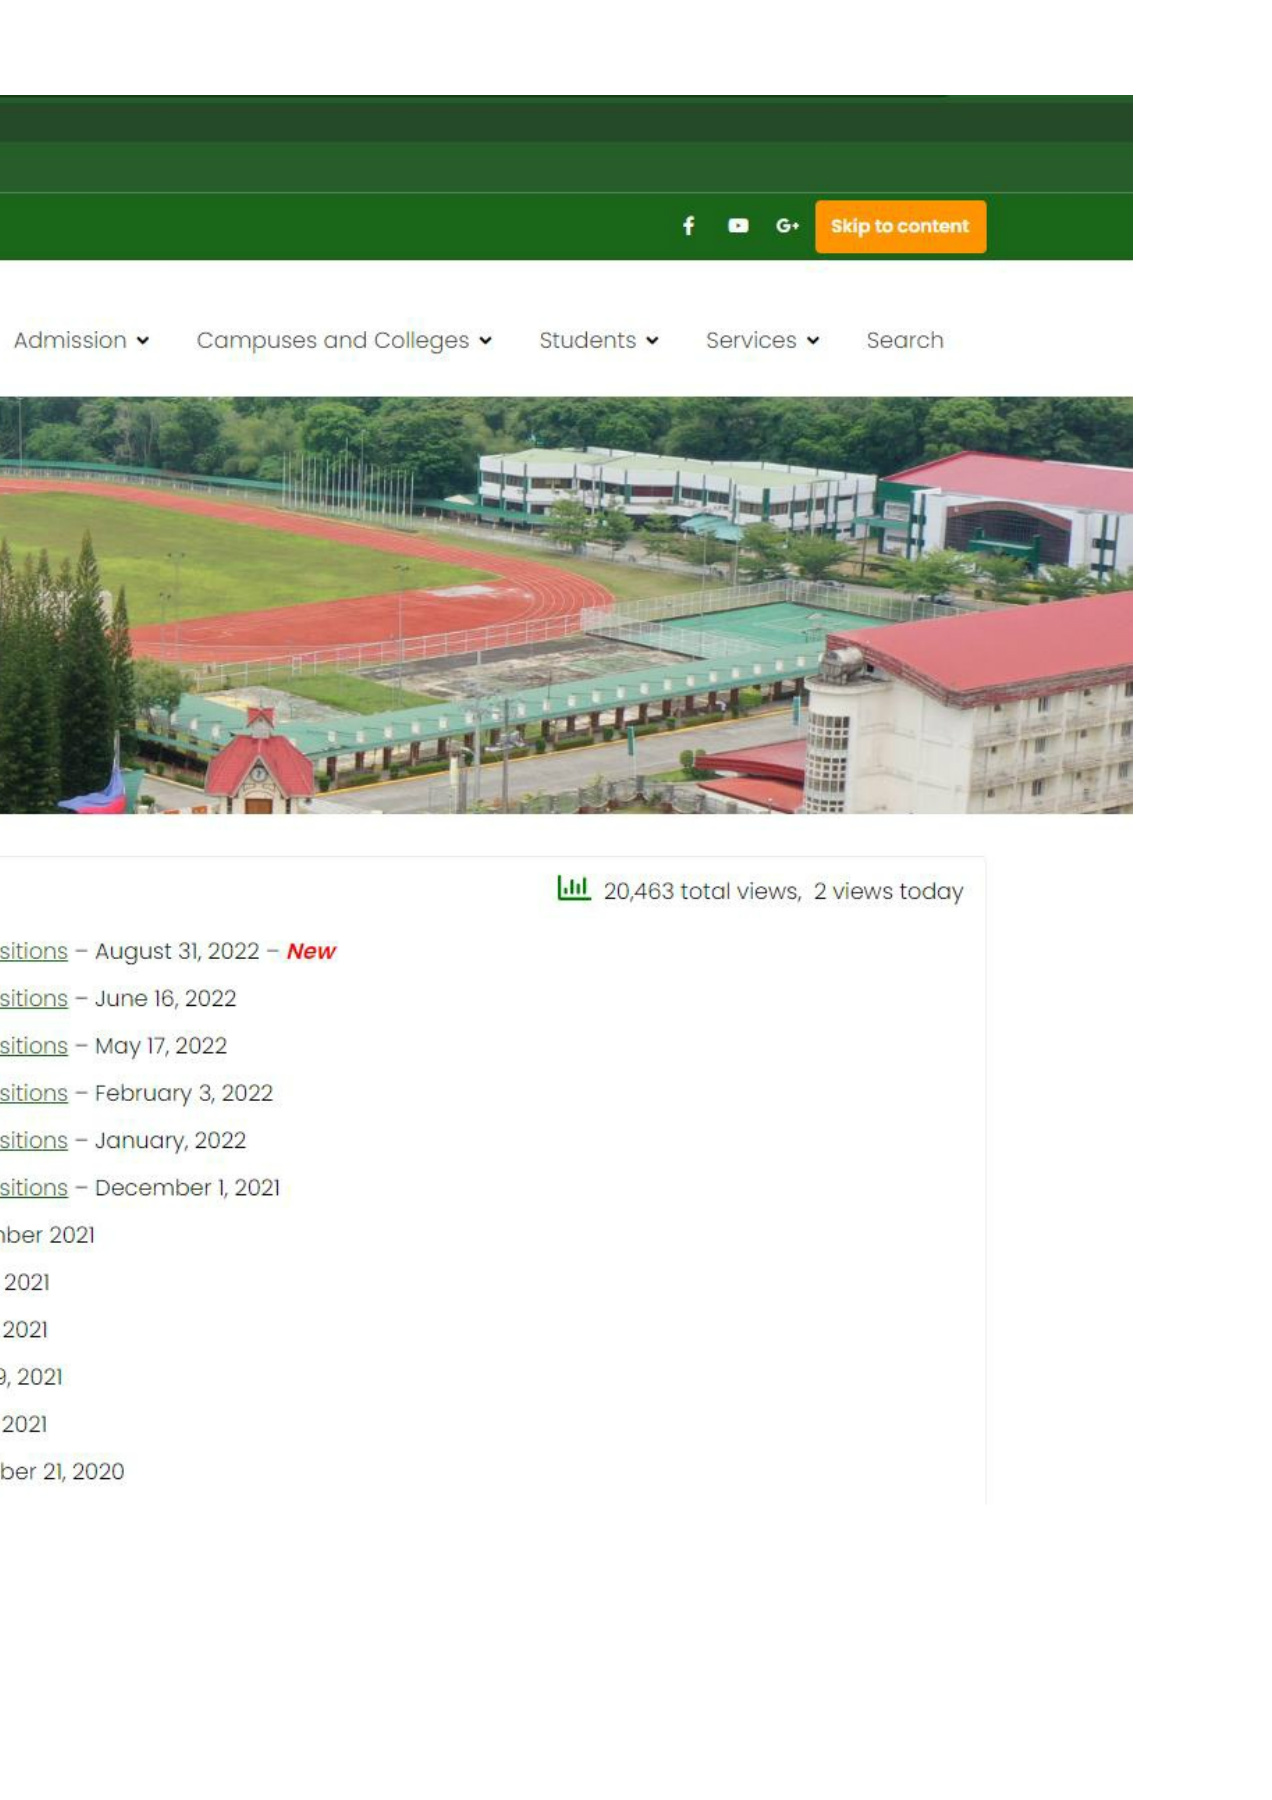 Skip to content
Admission Campuses and Colleges Students Services Search
20,463 total views, 2 views today
sitions – August 31, 2022 – New
sitions – June 16, 2022
sitions – May 17, 2022
sitions – February 3, 2022
sitions – January, 2022
sitions – December 1, 2021
ber 2021
2021
2021
9, 2021
2021
ber 21, 2020